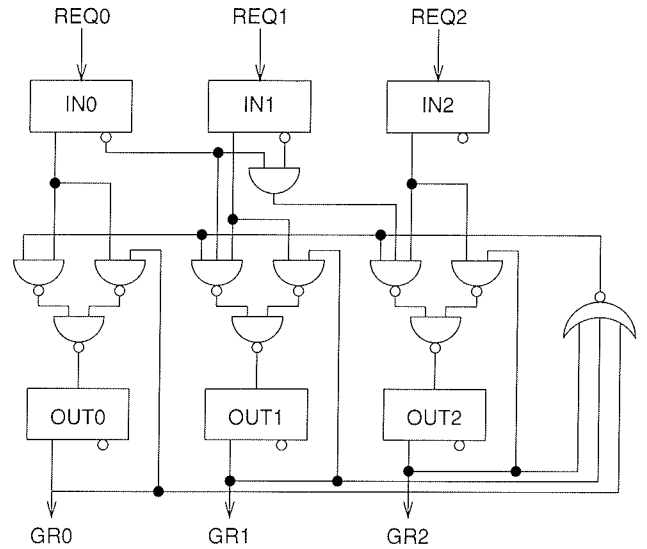 REQ0 REQ1 REQ2
IN0 IN1 IN2
OUT0 OUT1 OUT2
GR0 GR1 GR2